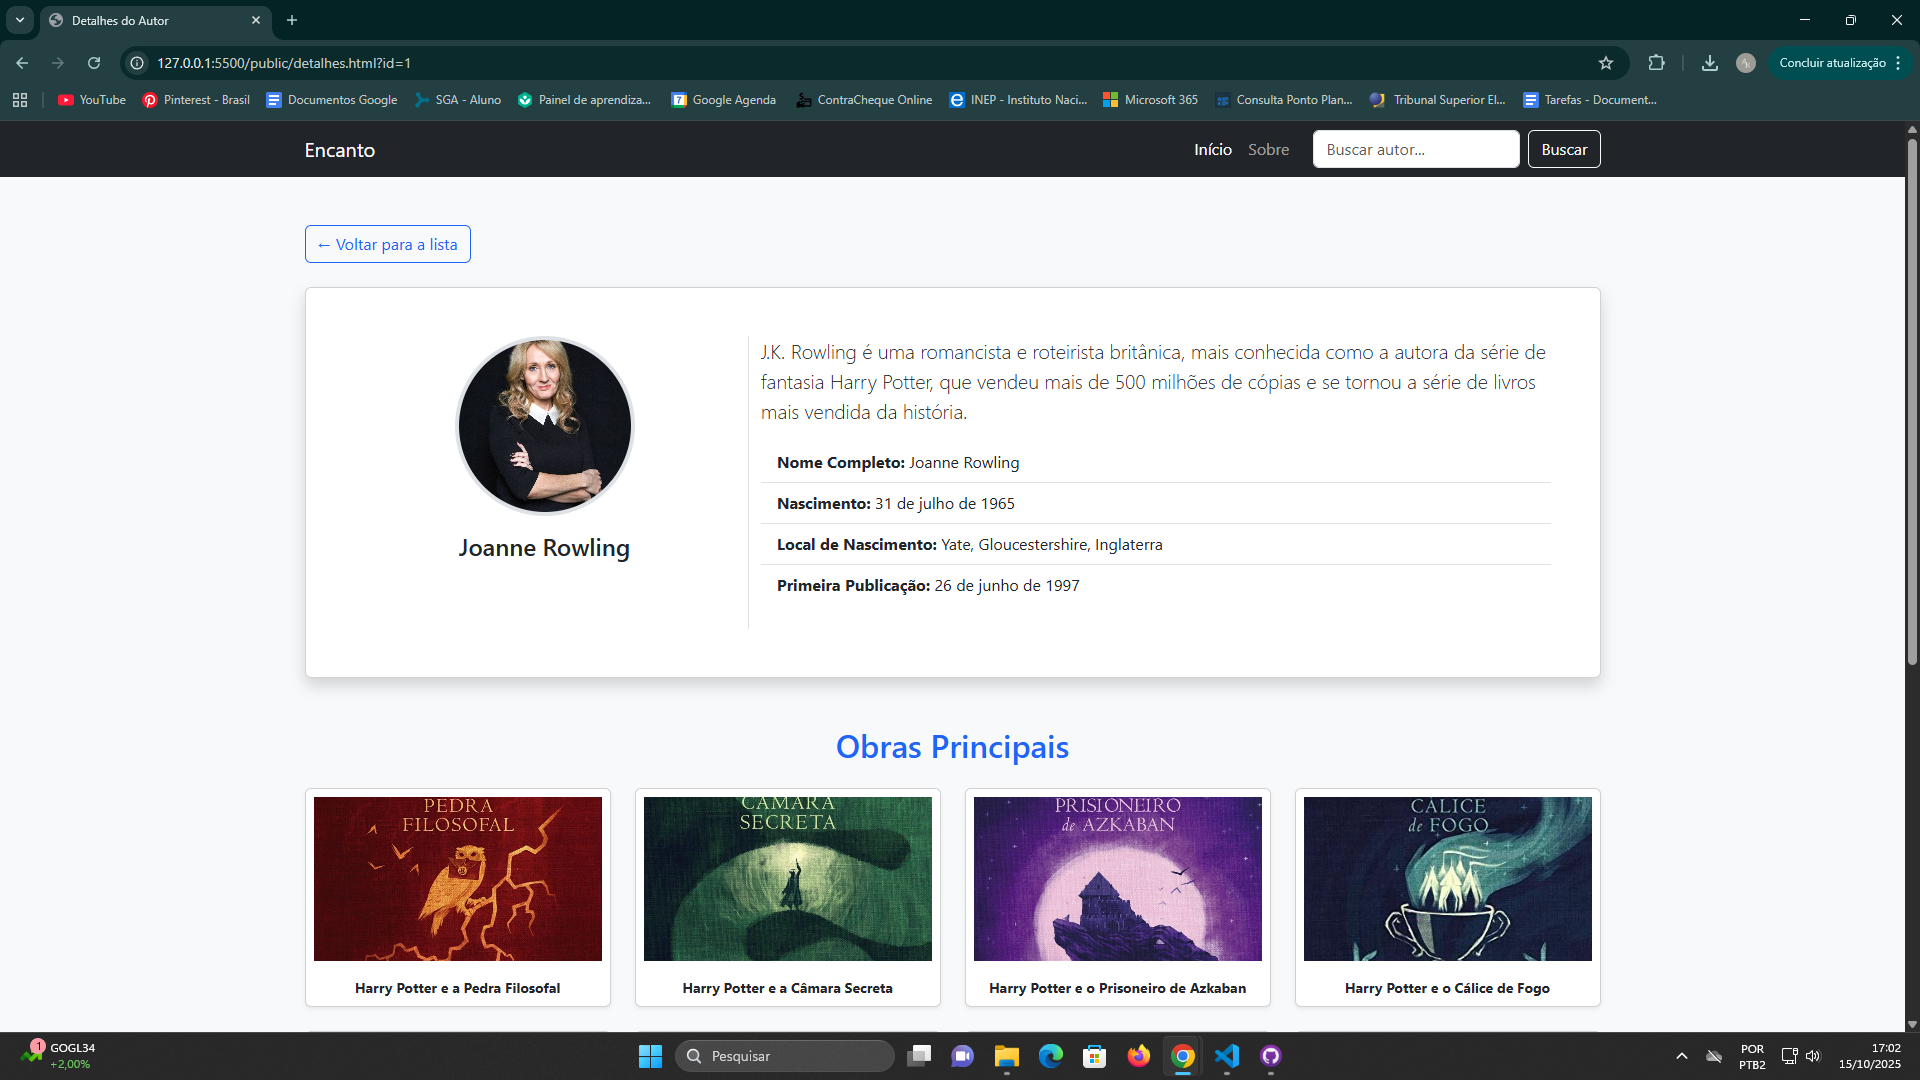 Detalhes do Autor
127.0.0.1:5500/public/detalhes.html?id=1
Concluir atualização
YouTube
Pinterest - Brasil
Documentos Google
SGA - Aluno
Painel de aprendiza...
Google Agenda
ContraCheque Online
INEP - Instituto Naci...
Microsoft 365
Consulta Ponto Plan...
Tribunal Superior El...
Tarefas - Document...
Encanto
Início
Sobre
Buscar autor...
Buscar
← Voltar para a lista
J.K. Rowling é uma romancista e roteirista britânica, mais conhecida como a autora da série de
fantasia Harry Potter, que vendeu mais de 500 milhões de cópias e se tornou a série de livros
mais vendida da história.
Nome Completo: Joanne Rowling
Nascimento: 31 de julho de 1965
Local de Nascimento: Yate, Gloucestershire, Inglaterra
Primeira Publicação: 26 de junho de 1997
Joanne Rowling
Obras Principais
PEDRA
FILOSOFAL
CÂMARA
SECRETA
PRISIONEIRO
de AZKABAN
CÁLICE
de FOGO
Harry Potter e a Pedra Filosofal
Harry Potter e a Câmara Secreta
Harry Potter e o Prisoneiro de Azkaban
Harry Potter e o Cálice de Fogo
1
GOGL34
+2,00%
Pesquisar
POR
PTB2
17:02
15/10/2025